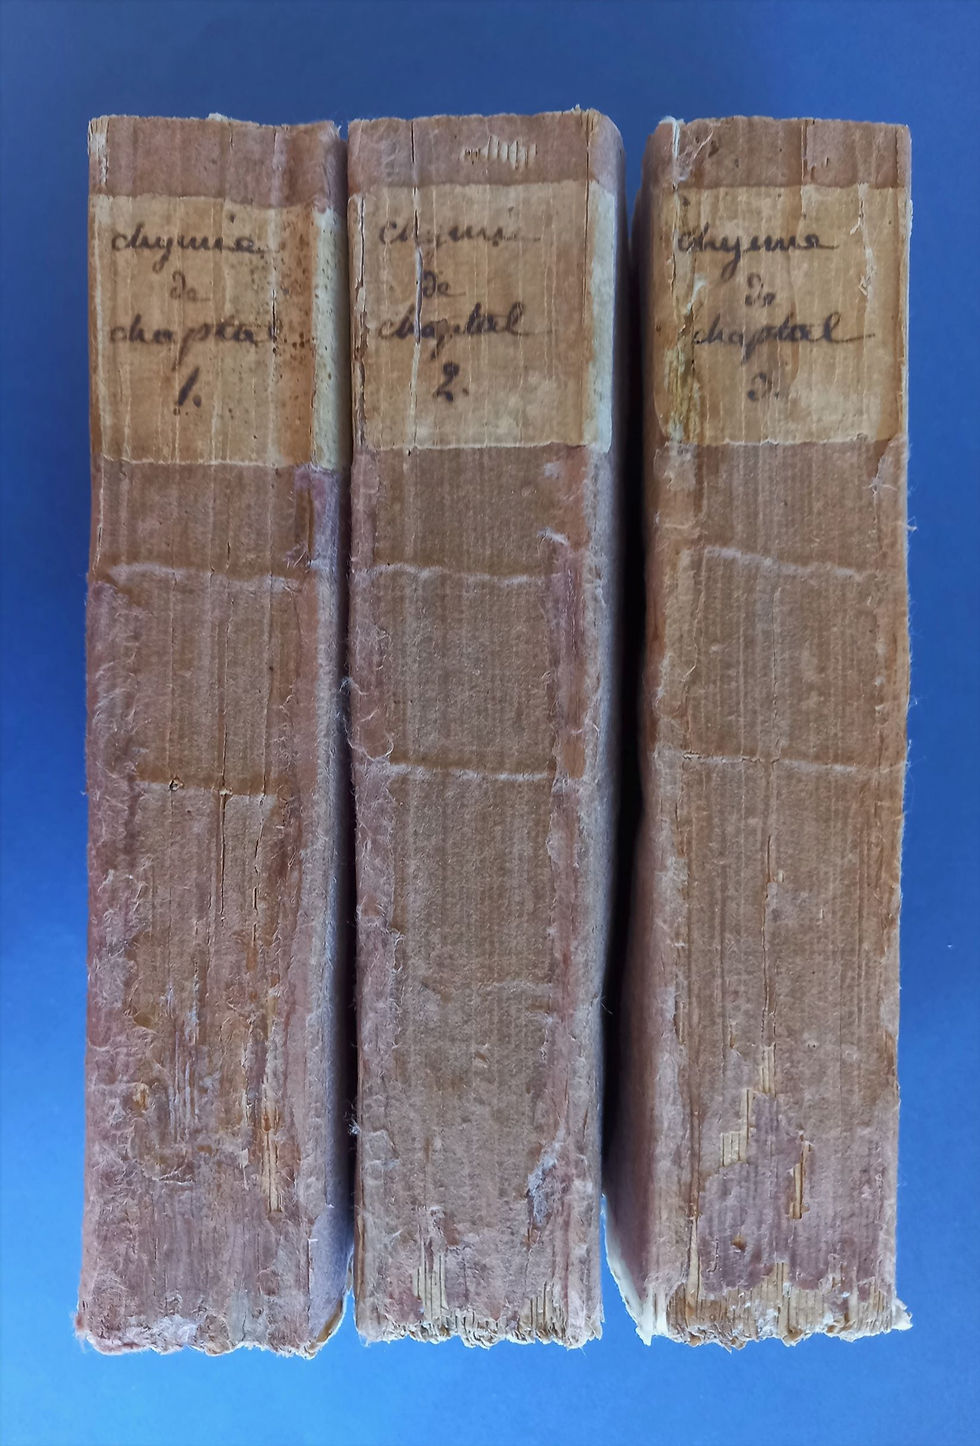 chymie
de
chaptal
1.
chymie
de
chaptal
2.
chymie
de
chaptal
3.